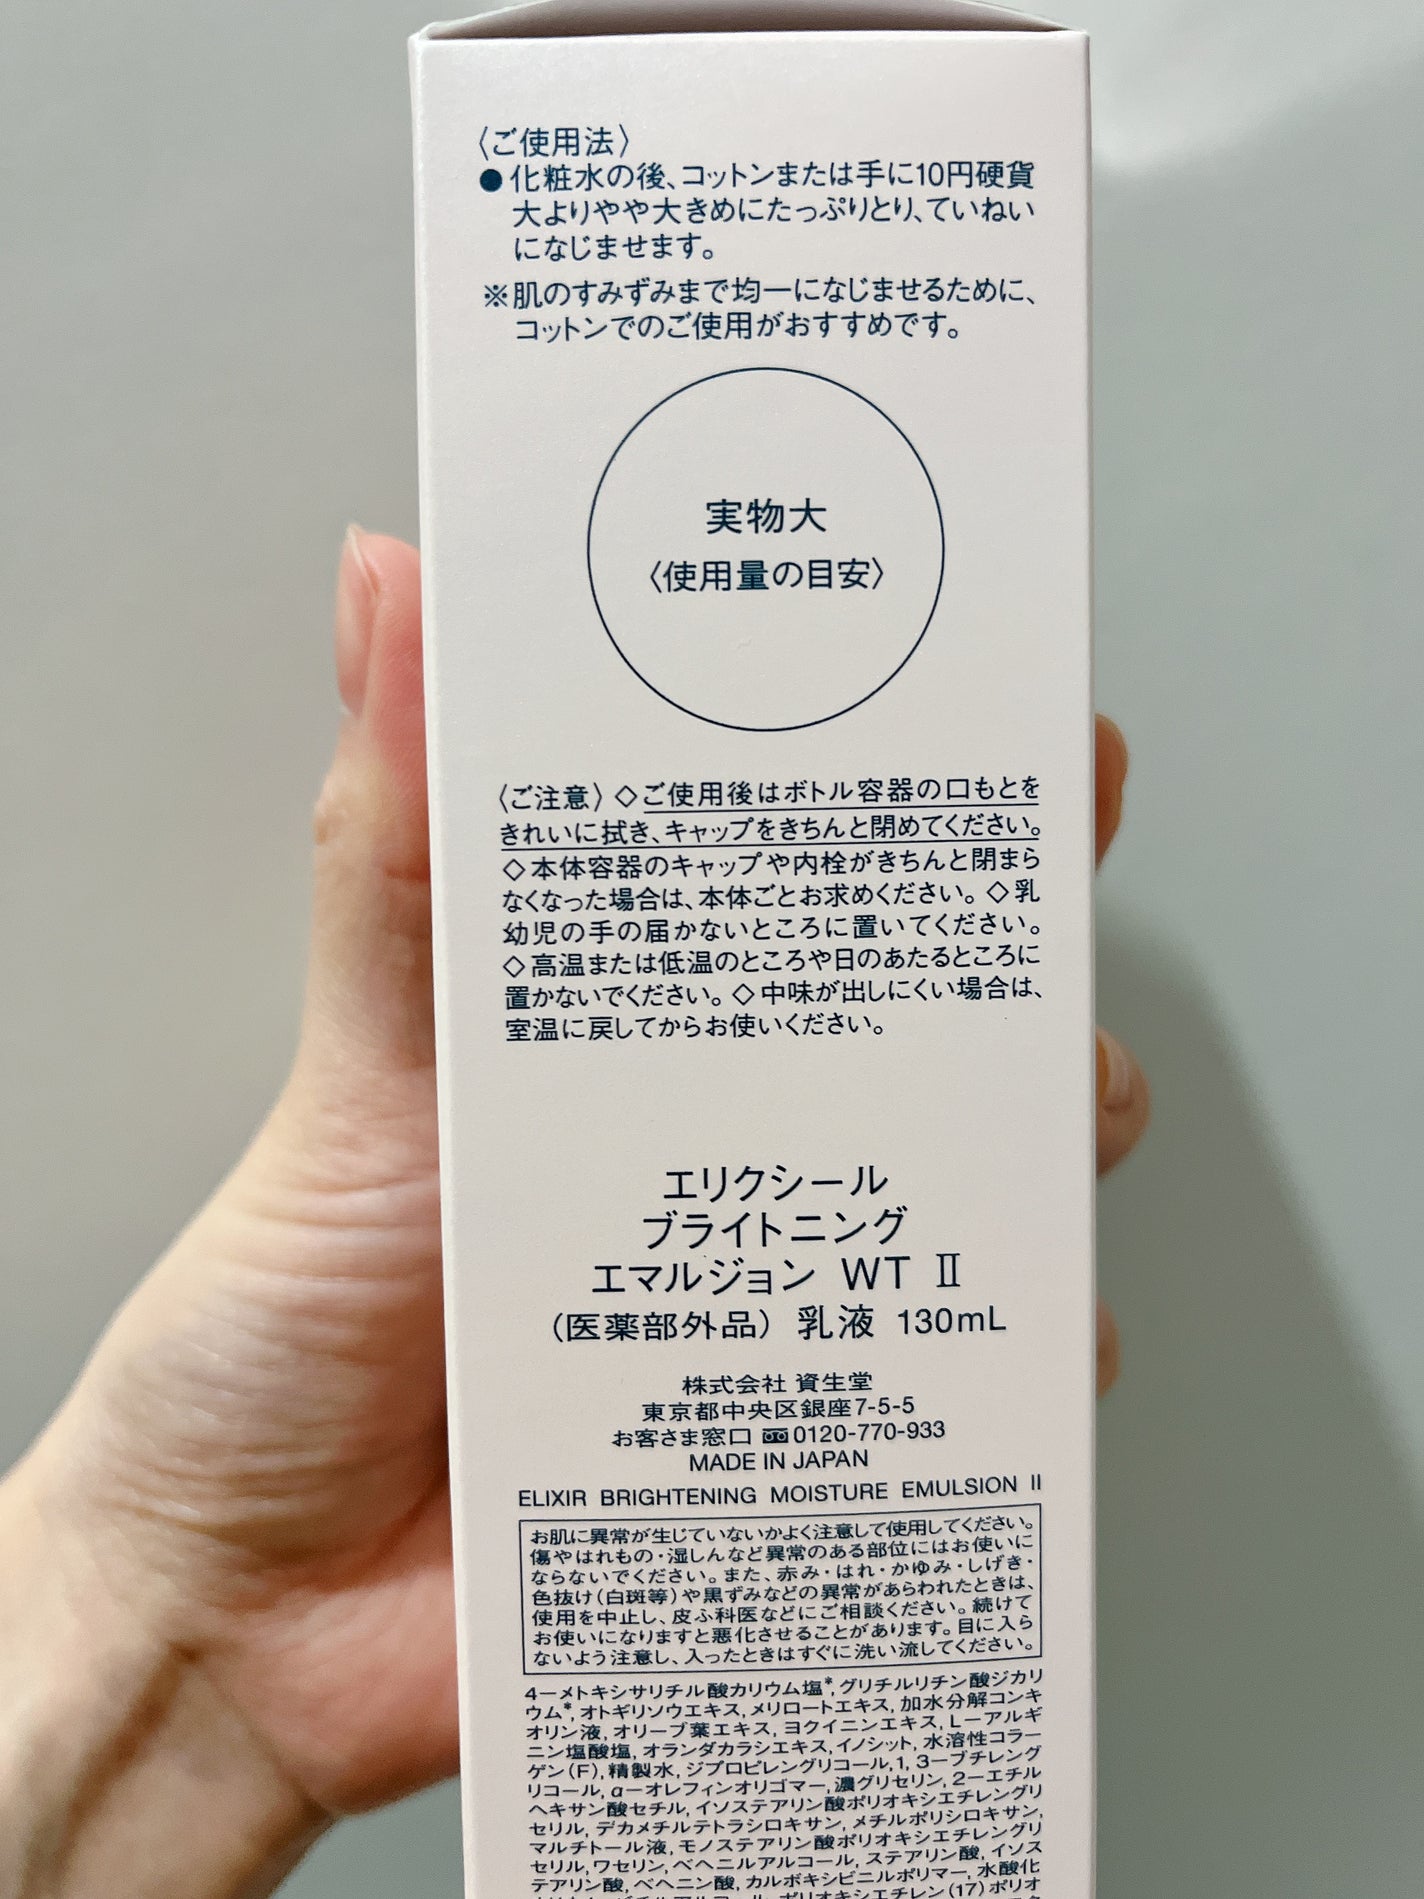 〈ご使用法〉
●化粧水の後、コットンまたは手に10円硬貨
大よりやや大きめにたっぷりとり、ていねい
になじませます。
※肌のすみずみまで均一になじませるために、
コットンでのご使用がおすすめです。
実物大
〈使用量の目安〉
〈ご注意〉◇ご使用後はボトル容器の口もとを
きれいに拭き、キャップをきちんと閉めてください。
◇本体容器のキャップや内栓がきちんと閉まら
なくなった場合は、本体ごとお求めください。◇乳
幼児の手の届かないところに置いてください。
◇高温または低温のところや日のあたるところに
置かないでください。◇中味が出しにくい場合は、
室温に戻してからお使いください。
エリクシール
ブライトニング
エマルジョン WT Ⅱ
（医薬部外品） 乳液 130mL
株式会社 資生堂
東京都中央区銀座7-5-5
お客さま窓口 0120-770-933
MADE IN JAPAN
ELIXIR BRIGHTENING MOISTURE EMULSION Ⅱ
お肌に異常が生じていないかよく注意して使用してください。
傷やはれもの・湿しんなど異常のある部位にはお使いに
ならないでください。また、赤み・はれ・かゆみ・しげき・
色抜け（白斑等）や黒ずみなどの異常があらわれたときは、
使用を中止し、皮ふ科医などにご相談ください。続けて
お使いになりますと悪化させることがあります。目に入ら
ないよう注意し、入ったときはすぐに洗い流してください。
4－メトキシサリチル酸カリウム塩*, グリチルリチン酸ジカリ
ウム*, オトギリソウエキス, メリロートエキス, 加水分解コンキ
オリン液, オリーブ葉エキス, ヨクイニンエキス, L－アルギ
ニン塩酸塩, オランダカラシエキス, イノシット, 水溶性コラー
ゲン（F）, 精製水, ジプロピレングリコール, 1, 3－ブチレング
リコール, α－オレフィンオリゴマー, 濃グリセリン, 2－エチル
ヘキサン酸セチル, イソステアリン酸ポリオキシエチレングリ
セリル, デカメチルテトラシロキサン, メチルポリシロキサン,
マルチトール液, モノステアリン酸ポリオキシエチレングリ
セリル, ワセリン, ベヘニルアルコール, ステアリン酸, イソス
テアリン酸, ベヘニン酸, カルボキシビニルポリマー, 水酸化
ポリオキシエチレン（17）ポリオ